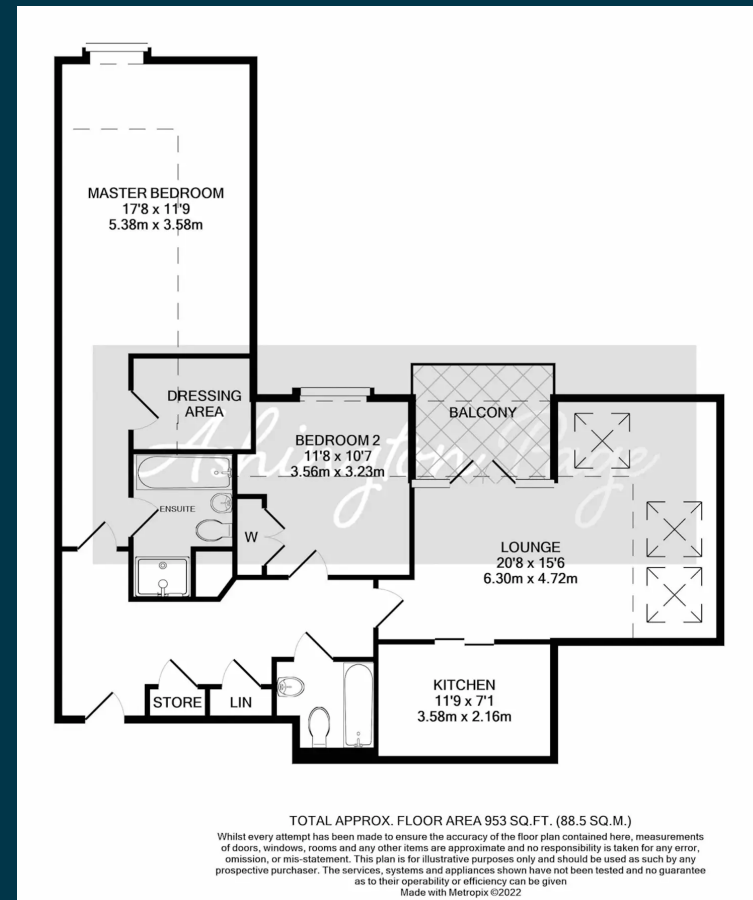 MASTER BEDROOM
17'8 x 11'9
5.38m x 3.58m
DRESSING
AREA
BALCONY
BEDROOM 2
11'8 x 10'7
3.56m x 3.23m
Ashington Page
ENSUITE
W
LOUNGE
20'8 x 15'6
6.30m x 4.72m
KITCHEN
11'9 x 7'1
3.58m x 2.16m
STORE
LIN
TOTAL APPROX. FLOOR AREA 953 SQ.FT. (88.5 SQ.M.)
Whilst every attempt has been made to ensure the accuracy of the floor plan contained here, measurements
of doors, windows, rooms and any other items are approximate and no responsibility is taken for any error,
omission, or mis-statement. This plan is for illustrative purposes only and should be used as such by any
prospective purchaser. The services, systems and appliances shown have not been tested and no guarantee
as to their operability or efficiency can be given
Made with Metropix ©2022